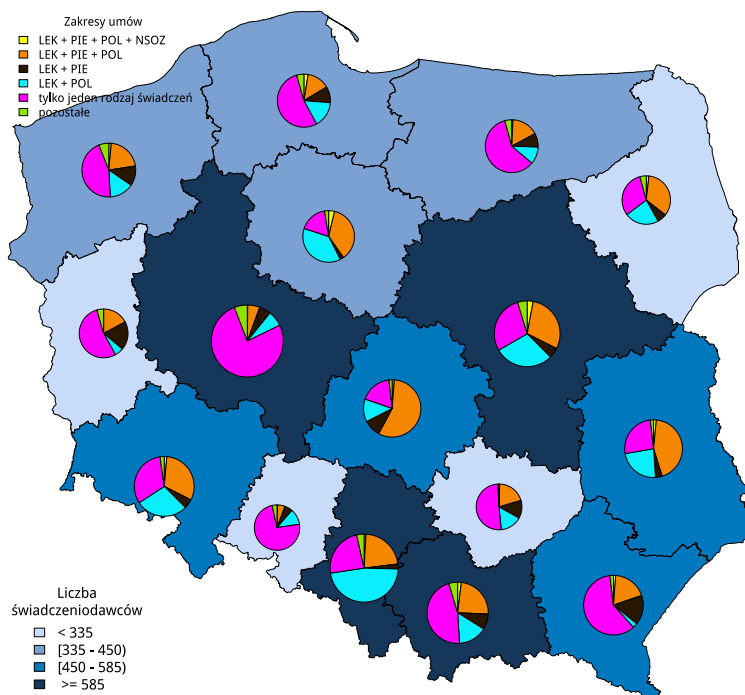 Zakresy umów
LEK + PIE + POL + NSOZ
LEK + PIE + POL
LEK + PIE
LEK + POL
tylko jeden rodzaj świadczeń
pozostałe
Liczba
świadczeniodawców
< 335
[335 - 450)
[450 - 585)
>= 585